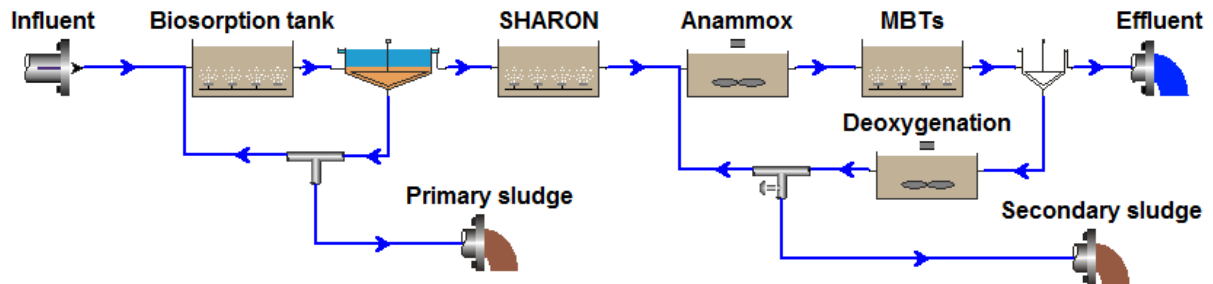 Influent
Biosorption tank
SHARON
Anammox
MBTs
Effluent
Deoxygenation
Primary sludge
Secondary sludge